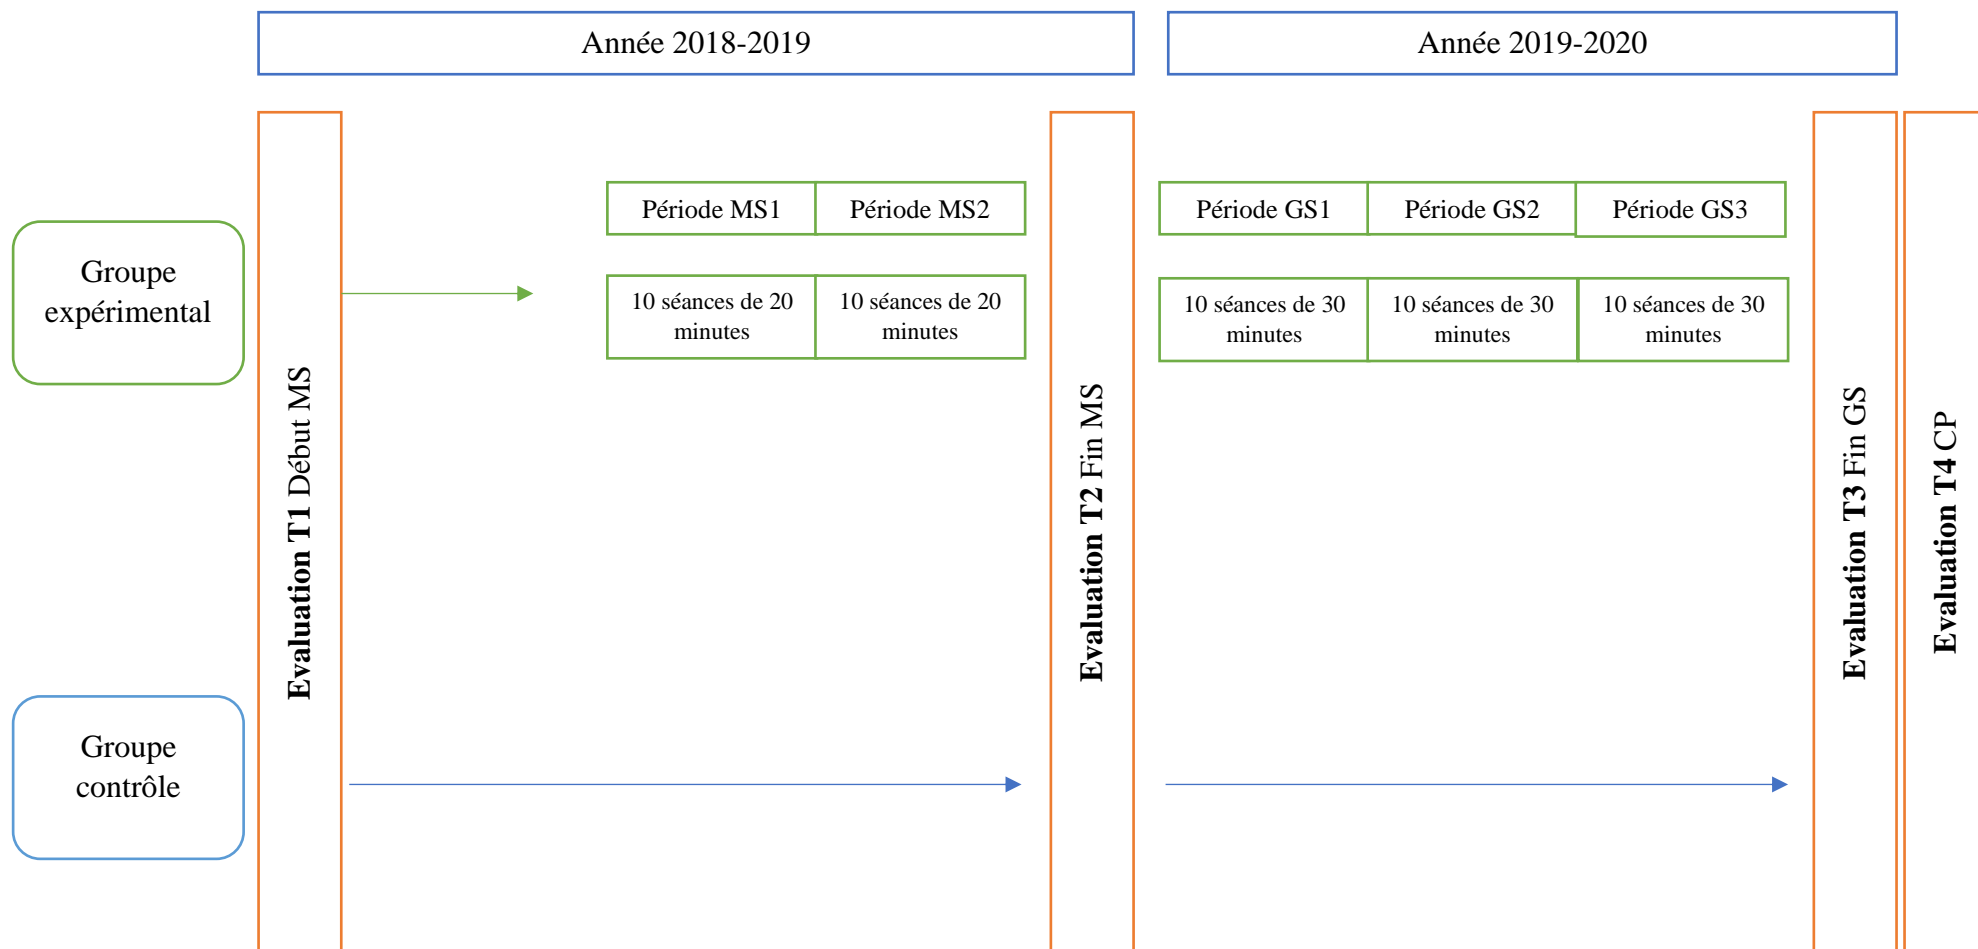 Année 2018-2019
Année 2019-2020
Groupe
expérimental
Evaluation T1 Début MS
Période MS1
Période MS2
10 séances de 20
minutes
10 séances de 20
minutes
Evaluation T2 Fin MS
Période GS1
Période GS2
Période GS3
10 séances de 30
minutes
10 séances de 30
minutes
10 séances de 30
minutes
Evaluation T3 Fin GS
Evaluation T4 CP
Groupe
contrôle